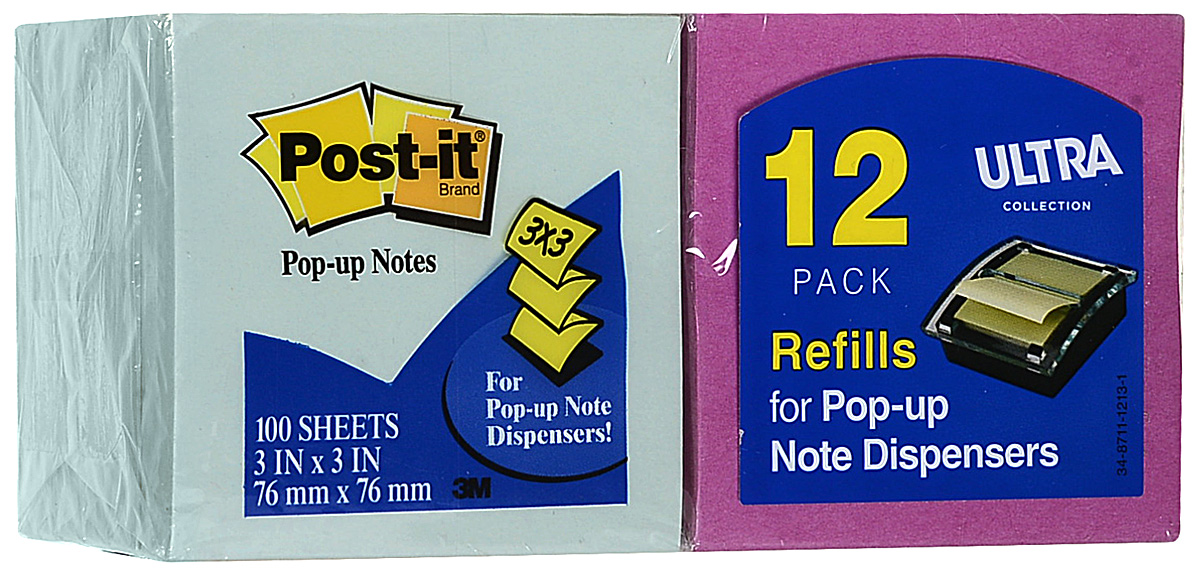 Post-it®
Brand
Pop-up Notes
3x3
For
Pop-up Note
Dispensers!
100 SHEETS
3 IN x 3 IN
76 mm x 76 mm
3M
12
PACK
ULTRA
COLLECTION
Refills
for Pop-up
Note Dispensers
34-8711-1213-1